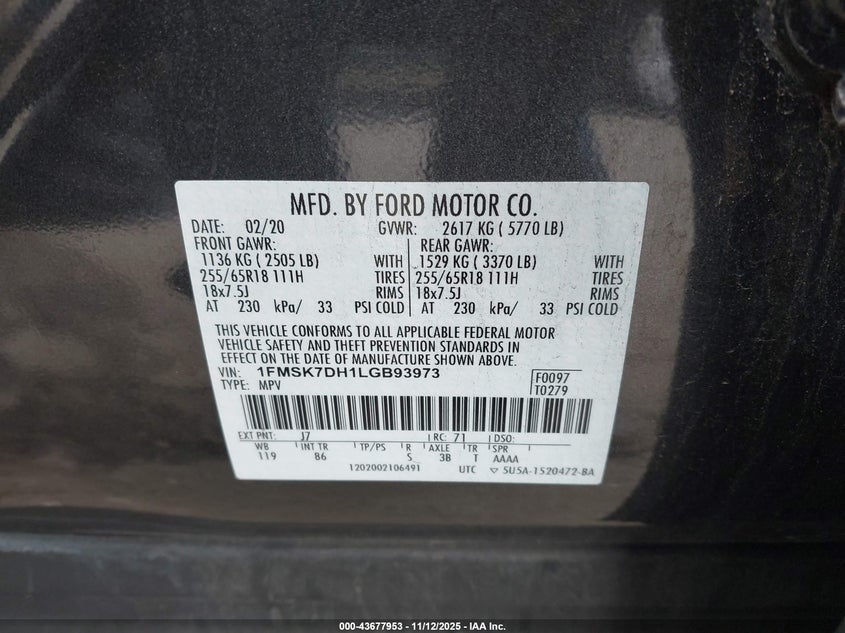 MFD. BY FORD MOTOR CO.
DATE: 02/20 GVWR: 2617 KG ( 5770 LB)
FRONT GAWR: REAR GAWR:
1136 KG ( 2505 LB) WITH 1529 KG ( 3370 LB) WITH
255/65R18 111H TIRES 255/65R18 111H TIRES
18x7.5J RIMS 18x7.5J RIMS
AT 230 kPa/ 33 PSI COLD AT 230 kPa/ 33 PSI COLD
THIS VEHICLE CONFORMS TO ALL APPLICABLE FEDERAL MOTOR
VEHICLE SAFETY AND THEFT PREVENTION STANDARDS IN
EFFECT ON THE DATE OF MANUFACTURE SHOWN ABOVE.
VIN: 1FMSK7DH1LGB93973 F0097
TYPE: MPV T0279
EXT PNT: J7 RC: 71 DSO:
WB INT TR TP/PS R AXLE TR SPR
119 86 S 3B T AAAA
1202002106491 UTC ▽ SU5A-1520472-BA
000-43677953 - 11/12/2025 - IAA Inc.